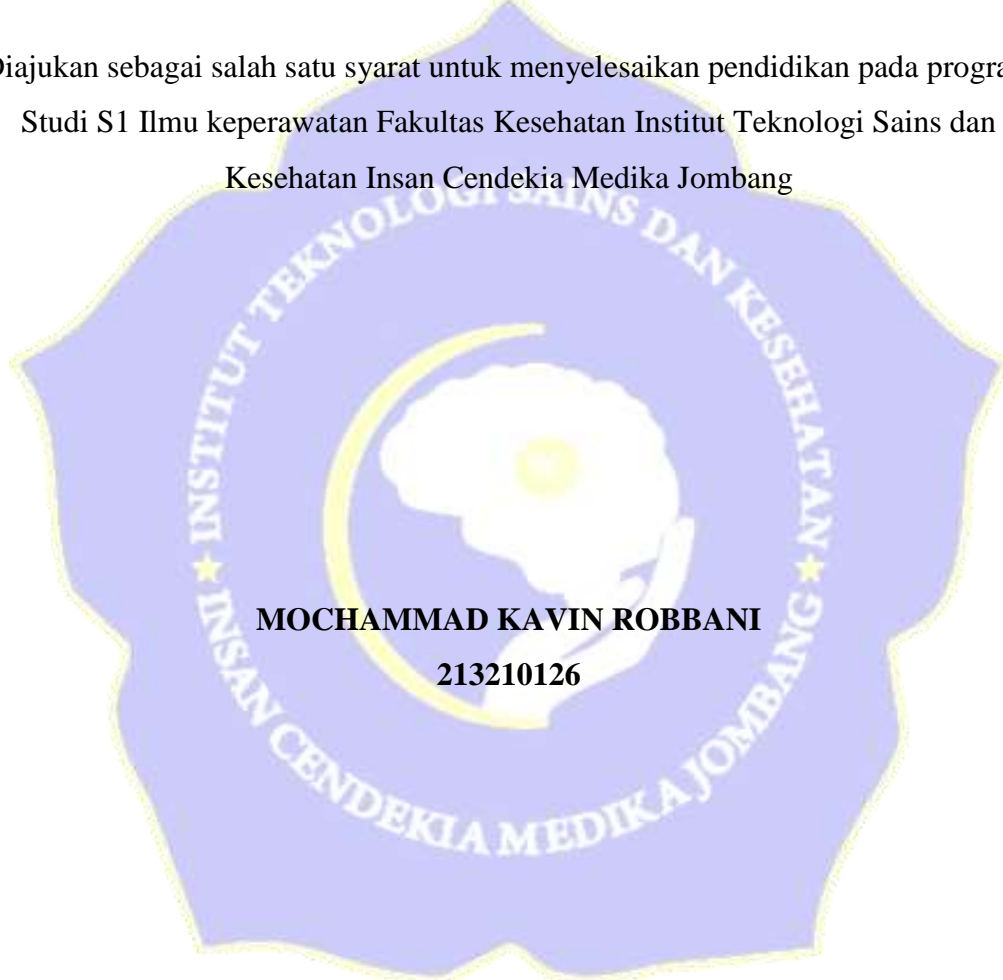 Diajukan sebagai salah satu syarat untuk menyelesaikan pendidikan pada progra
Studi S1 Ilmu keperawatan Fakultas Kesehatan Institut Teknologi Sains dan
Kesehatan Insan Cendekia Medika Jombang
INSTITUT TEKNOLOGI SAINS DAN KESEHATAN
MOCHAMMAD KAVIN ROBBANI
213210126
INSAN CENDEKIA MEDIKA JOMBANG